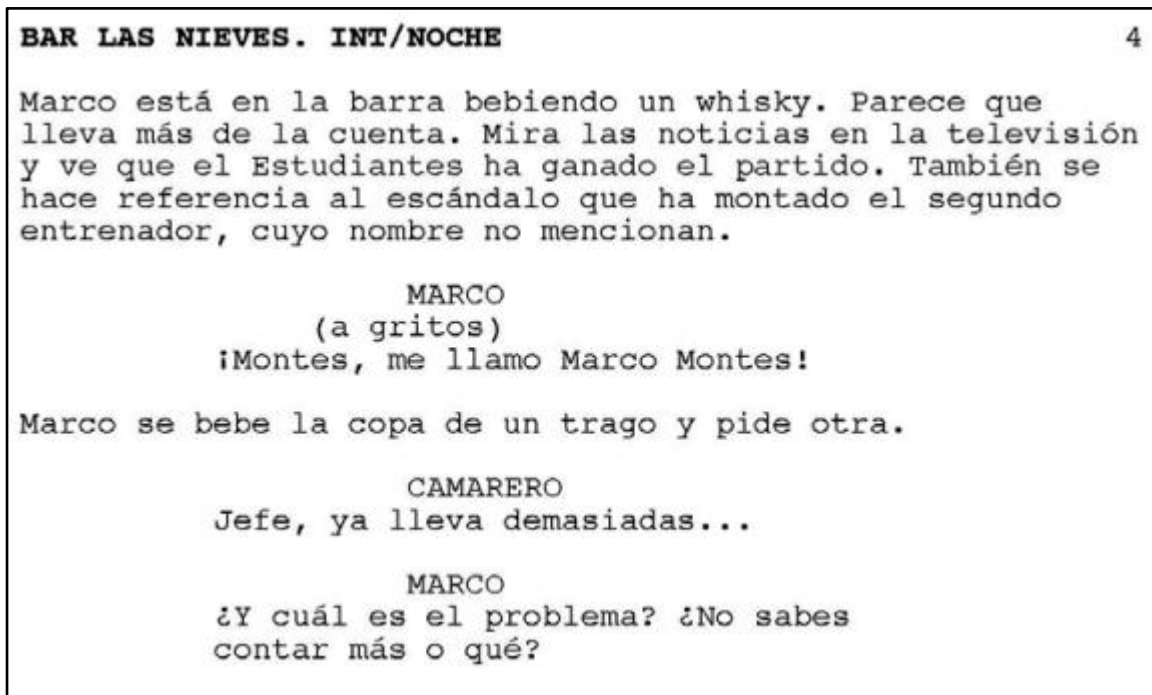 BAR LAS NIEVES. INT/NOCHE 4
Marco está en la barra bebiendo un whisky. Parece que
lleva más de la cuenta. Mira las noticias en la televisión
y ve que el Estudiantes ha ganado el partido. También se
hace referencia al escándalo que ha montado el segundo
entrenador, cuyo nombre no mencionan.
MARCO
(a gritos)
¡Montes, me llamo Marco Montes!
Marco se bebe la copa de un trago y pide otra.
CAMARERO
Jefe, ya lleva demasiadas...
MARCO
¿Y cuál es el problema? ¿No sabes
contar más o qué?